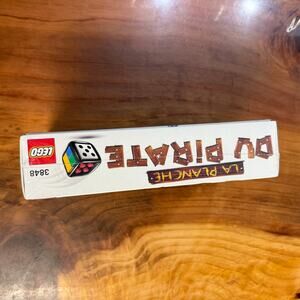 LA PLANCHE
DU PIRATE
LEGO
3848